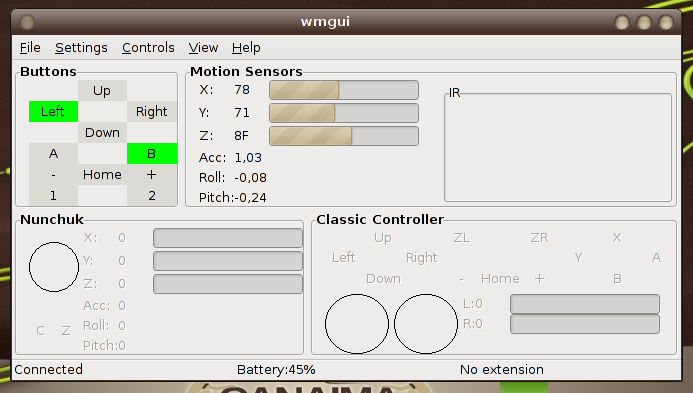 wmgui
File Settings Controls View Help
Buttons
Up
Left Right
Down
A B
- Home +
1 2
Motion Sensors
X: 78
Y: 71
Z: 8F
Acc: 1,03
Roll: -0,08
Pitch:-0,24
IR
Nunchuk
X: 0
Y: 0
Z: 0
Acc: 0
Roll: 0
Pitch:0
C Z
Classic Controller
Up ZL ZR X
Left Right Y A
Down - Home + B
L:0
R:0
Connected Battery:45% No extension
CANAIMA